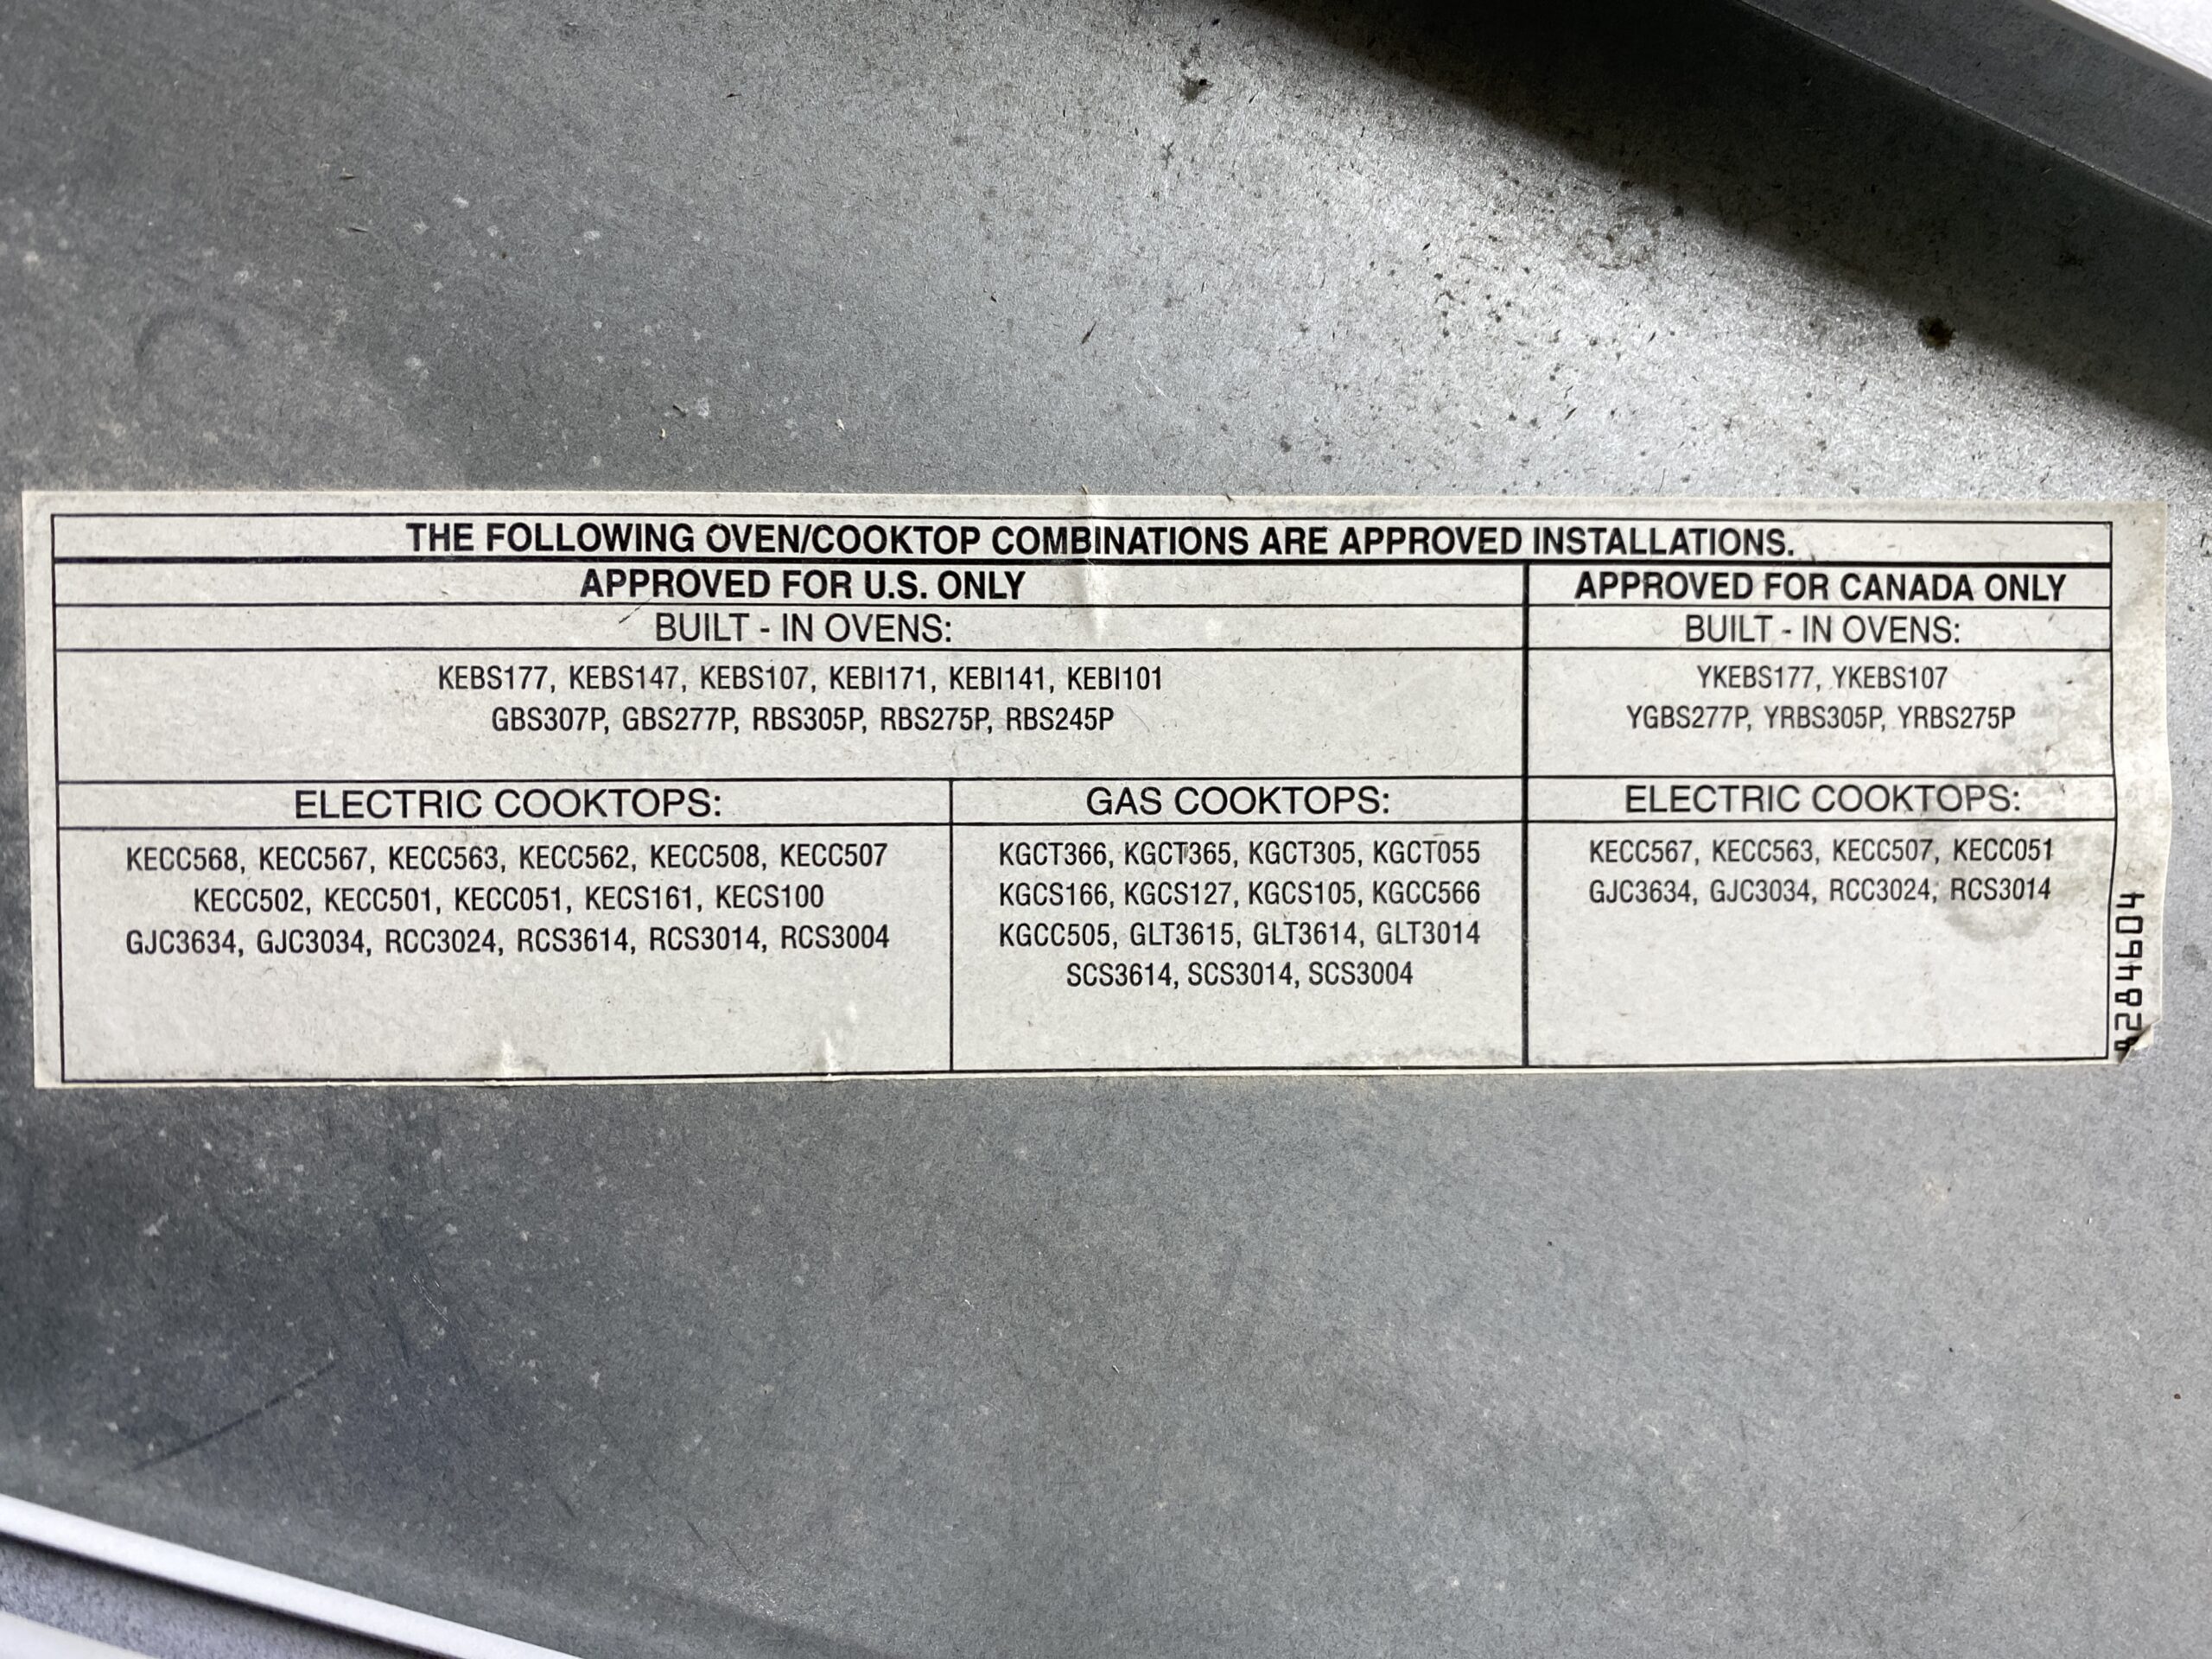 THE FOLLOWING OVEN/COOKTOP COMBINATIONS ARE APPROVED INSTALLATIONS.
APPROVED FOR U.S. ONLY
BUILT - IN OVENS:
KEBS177, KEBS147, KEBS107, KEBI171, KEBI141, KEBI101
GBS307P, GBS277P, RBS305P, RBS275P, RBS245P
ELECTRIC COOKTOPS:
KECC568, KECC567, KECC563, KECC562, KECC508, KECC507
KECC502, KECC501, KECC051, KECS161, KECS100
GJC3634, GJC3034, RCC3024, RCS3614, RCS3014, RCS3004
GAS COOKTOPS:
KGCT366, KGCT365, KGCT305, KGCT055
KGCS166, KGCS127, KGCS105, KGCC566
KGCC505, GLT3615, GLT3614, GLT3014
SCS3614, SCS3014, SCS3004
APPROVED FOR CANADA ONLY
BUILT - IN OVENS:
YKEBS177, YKEBS107
YGBS277P, YRBS305P, YRBS275P
ELECTRIC COOKTOPS:
KECC567, KECC563, KECC507, KECC051
GJC3634, GJC3034, RCC3024, RCS3014